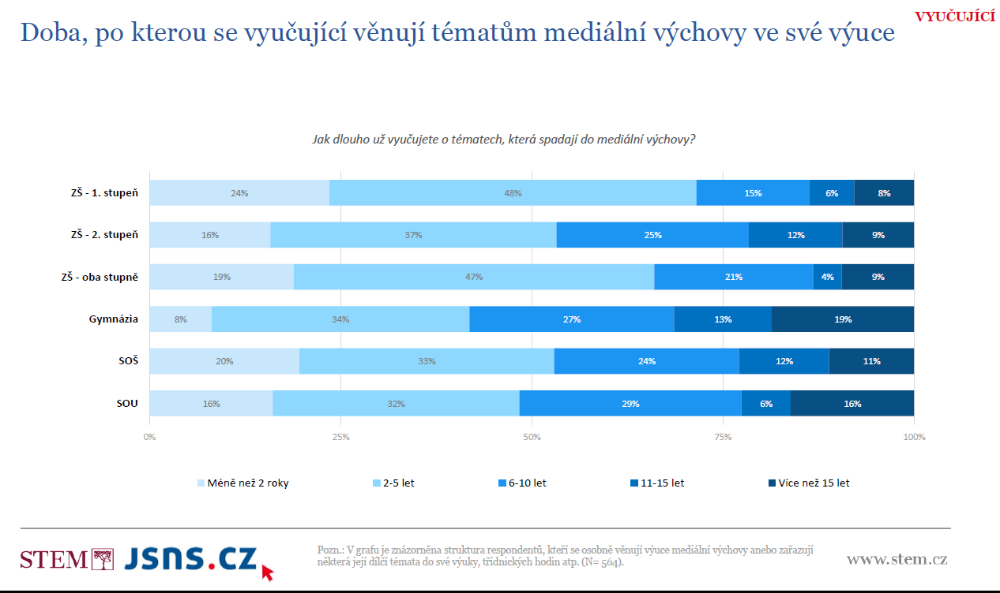 VYUČUJÍCÍ
Doba, po kterou se vyučující věnují tématům mediální výchovy ve své výuce
Jak dlouho už vyučujete o tématech, která spadají do mediální výchovy?
ZŠ - 1. stupeň 24% 48% 15% 6% 8%
ZŠ - 2. stupeň 16% 37% 25% 12% 9%
ZŠ - oba stupně 19% 47% 21% 4% 9%
Gymnázia 8% 34% 27% 13% 19%
SOŠ 20% 33% 24% 12% 11%
SOU 16% 32% 29% 6% 16%
0% 25% 50% 75% 100%
Méně než 2 roky 2-5 let 6-10 let 11-15 let Více než 15 let
STEM JSNS.CZ
Pozn.: V grafu je znázorněna struktura respondentů, kteří se osobně věnují výuce mediální výchovy anebo zařazují
některá její dílčí témata do své výuky, třídnických hodin atp. (N= 564).
www.stem.cz